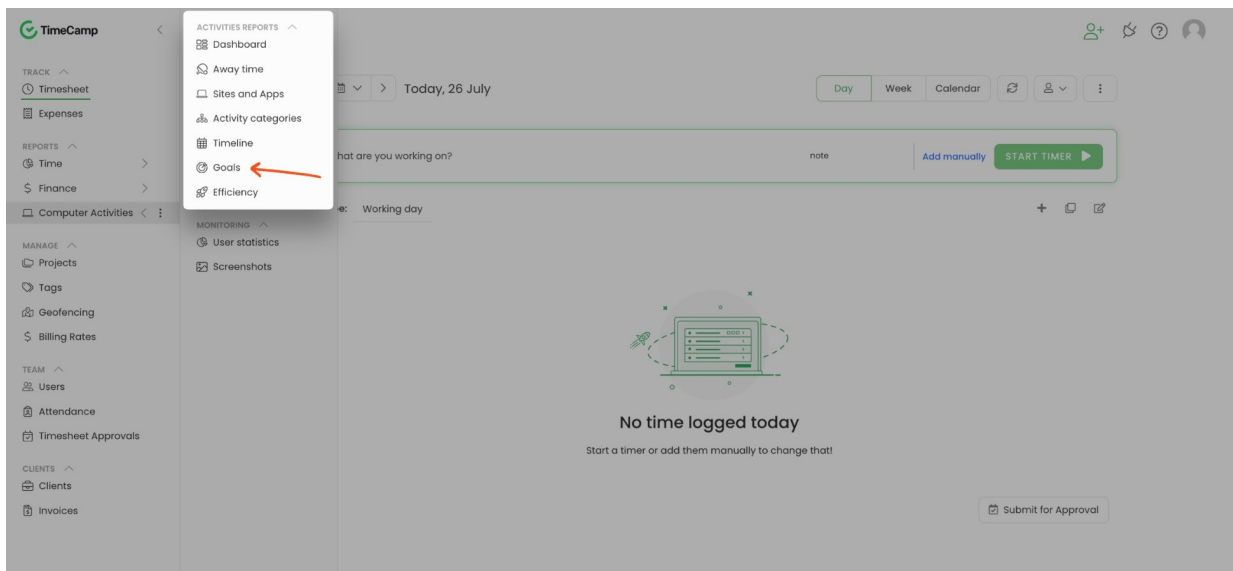 TimeCamp
TRACK
Timesheet
Expenses
REPORTS
Time
$ Finance
Computer Activities
MANAGE
Projects
Tags
Geofencing
$ Billing Rates
TEAM
Users
Attendance
Timesheet Approvals
CLIENTS
Clients
Invoices
ACTIVITIES REPORTS
Dashboard
Away time
Sites and Apps
Activity categories
Timeline
Goals
Efficiency
MONITORING
User statistics
Screenshots
Today, 26 July
Day Week Calendar
hat are you working on? note Add manually START TIMER
e: Working day
No time logged today
Start a timer or add them manually to change that!
Submit for Approval